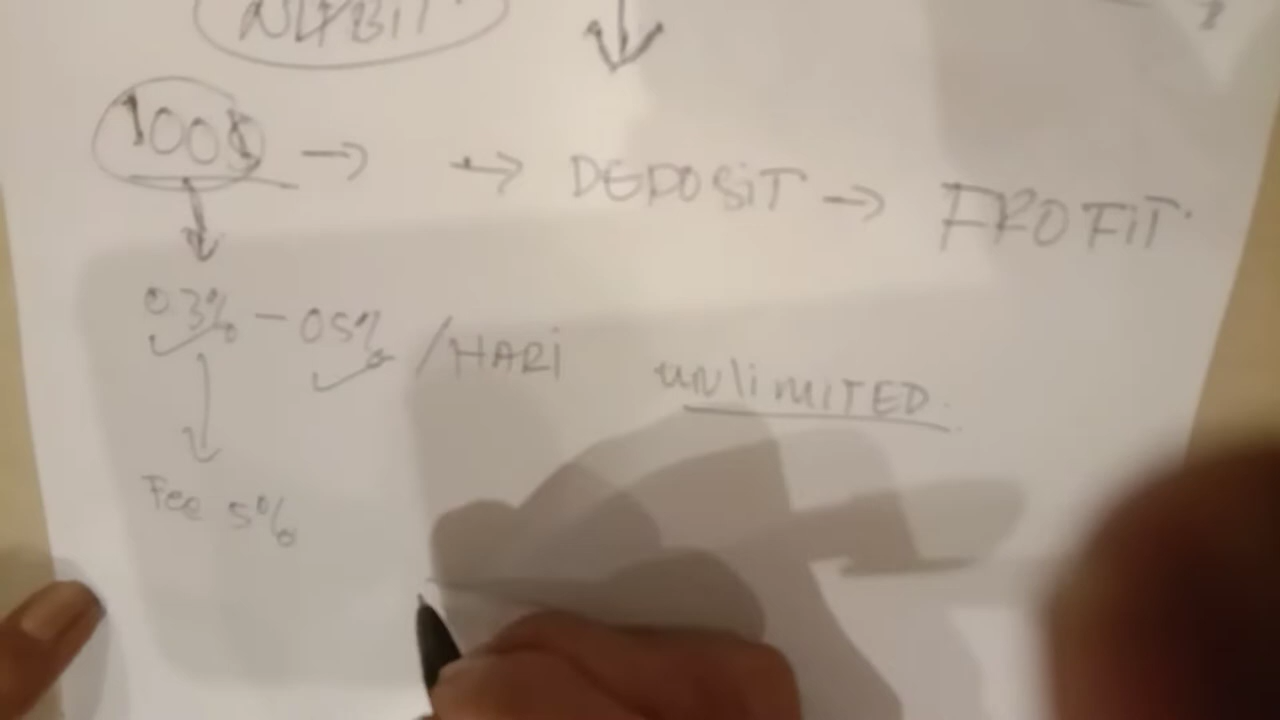 100$ → → DEPOSIT → PROFIT.
0.3% - 0.5% /HARI UNLIMITED.
Fee 5%